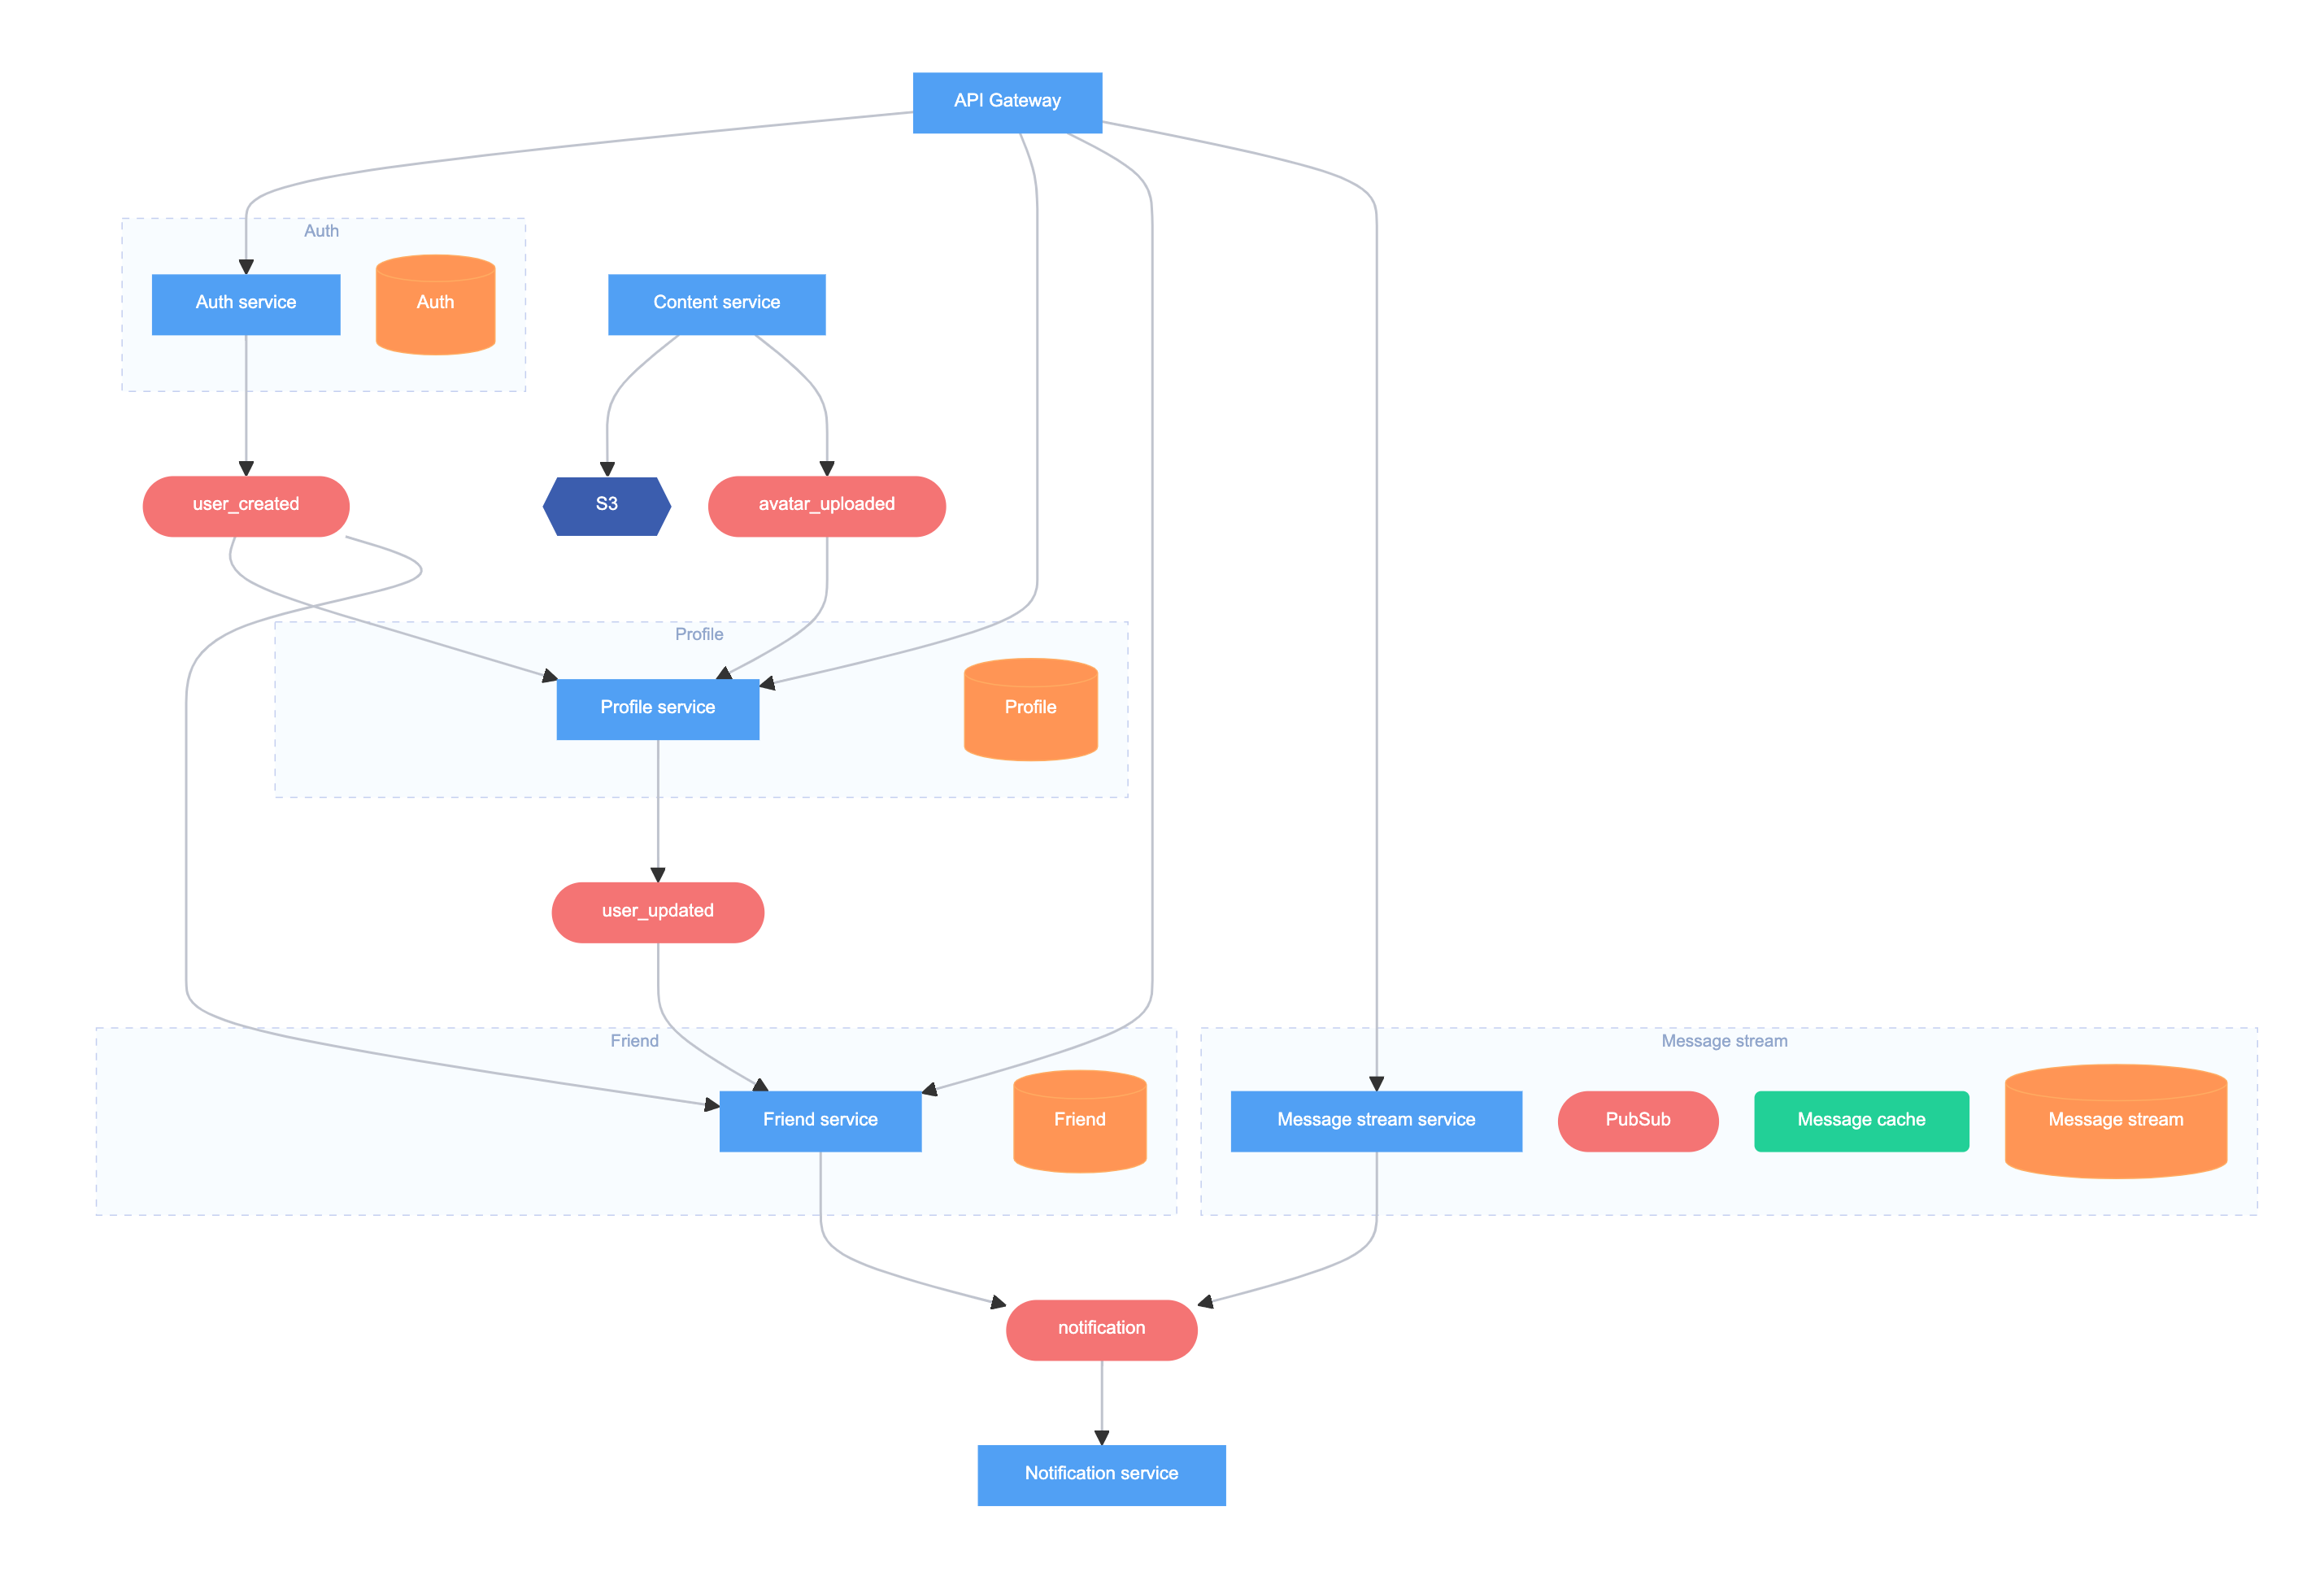 API Gateway
Auth
Auth service
Auth
Content service
user_created
S3
avatar_uploaded
Profile
Profile service
Profile
user_updated
Friend
Friend service
Friend
Message stream
Message stream service
PubSub
Message cache
Message stream
notification
Notification service